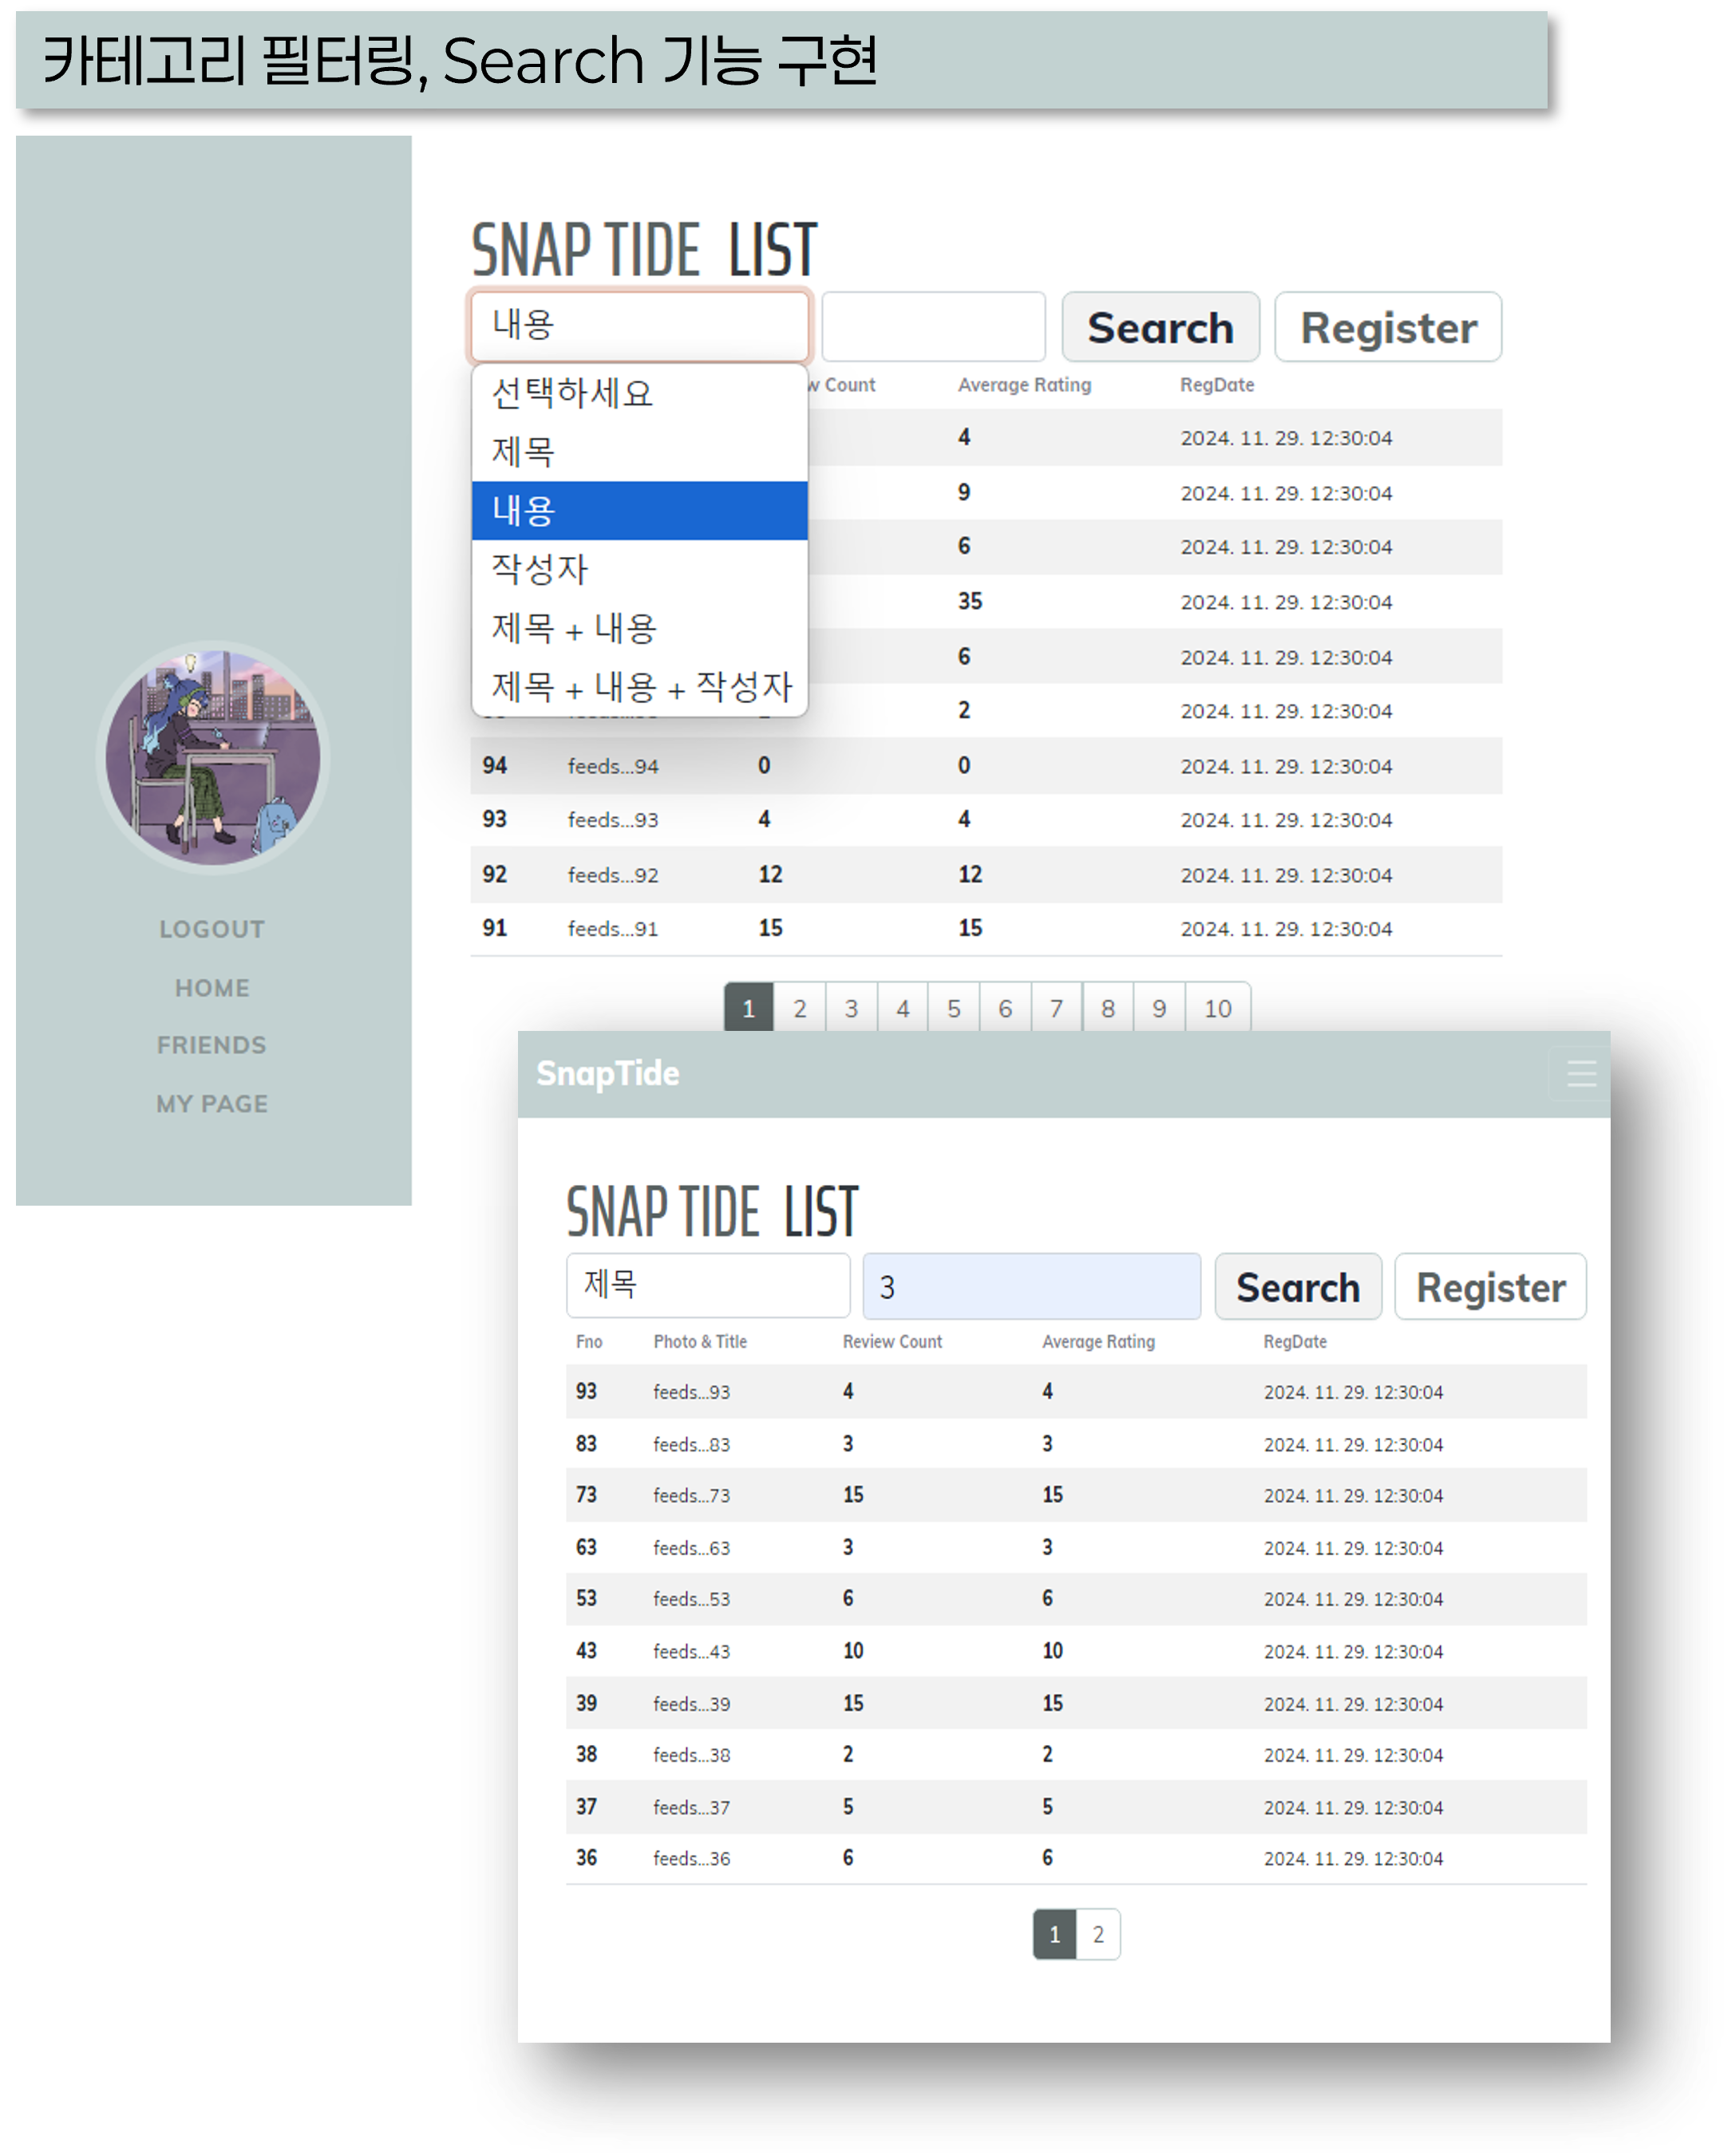 카테고리 필터링, Search 기능 구현
SNAP TIDE LIST
내용 Search Register
선택하세요
제목
내용
작성자
제목 + 내용
제목 + 내용 + 작성자
Count Average Rating RegDate
4 2024. 11. 29. 12:30:04
9 2024. 11. 29. 12:30:04
6 2024. 11. 29. 12:30:04
35 2024. 11. 29. 12:30:04
6 2024. 11. 29. 12:30:04
2 2024. 11. 29. 12:30:04
94 feeds...94 0 0 2024. 11. 29. 12:30:04
93 feeds...93 4 4 2024. 11. 29. 12:30:04
92 feeds...92 12 12 2024. 11. 29. 12:30:04
91 feeds...91 15 15 2024. 11. 29. 12:30:04
1 2 3 4 5 6 7 8 9 10
LOGOUT
HOME
FRIENDS
MY PAGE
SnapTide
SNAP TIDE LIST
제목 3 Search Register
Fno Photo & Title Review Count Average Rating RegDate
93 feeds...93 4 4 2024. 11. 29. 12:30:04
83 feeds...83 3 3 2024. 11. 29. 12:30:04
73 feeds...73 15 15 2024. 11. 29. 12:30:04
63 feeds...63 3 3 2024. 11. 29. 12:30:04
53 feeds...53 6 6 2024. 11. 29. 12:30:04
43 feeds...43 10 10 2024. 11. 29. 12:30:04
39 feeds...39 15 15 2024. 11. 29. 12:30:04
38 feeds...38 2 2 2024. 11. 29. 12:30:04
37 feeds...37 5 5 2024. 11. 29. 12:30:04
36 feeds...36 6 6 2024. 11. 29. 12:30:04
1 2